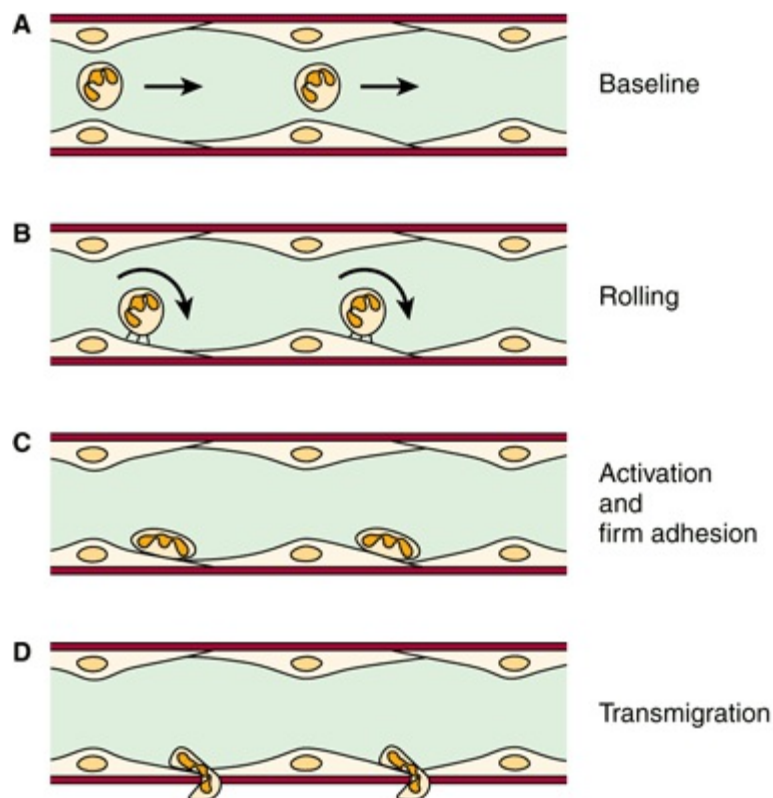 A
Baseline
B
Rolling
C
Activation
and
firm adhesion
D
Transmigration